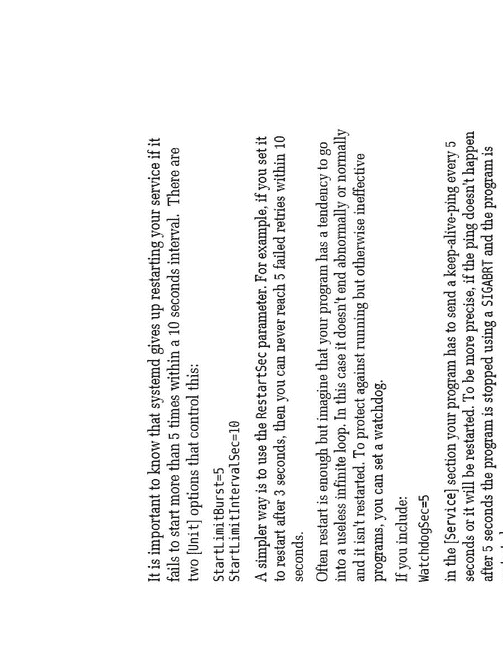 It is important to know that systemd gives up restarting your service if it
fails to start more than 5 times within a 10 seconds interval. There are
two [Unit] options that control this:
StartLimitBurst=5
StartLimitIntervalSec=10
A simpler way is to use the RestartSec parameter. For example, if you set it
to restart after 3 seconds, then you can never reach 5 failed retries within 10
seconds.
Often restart is enough but imagine that your program has a tendency to go
into a useless infinite loop. In this case it doesn't end abnormally or normally
and it isn't restarted. To protect against running but otherwise ineffective
programs, you can set a watchdog.
If you include:
WatchdogSec=5
in the [Service] section your program has to send a keep-alive-ping every 5
seconds or it will be restarted. To be more precise, if the ping doesn't happen
after 5 seconds the program is stopped using a SIGABRT and the program is